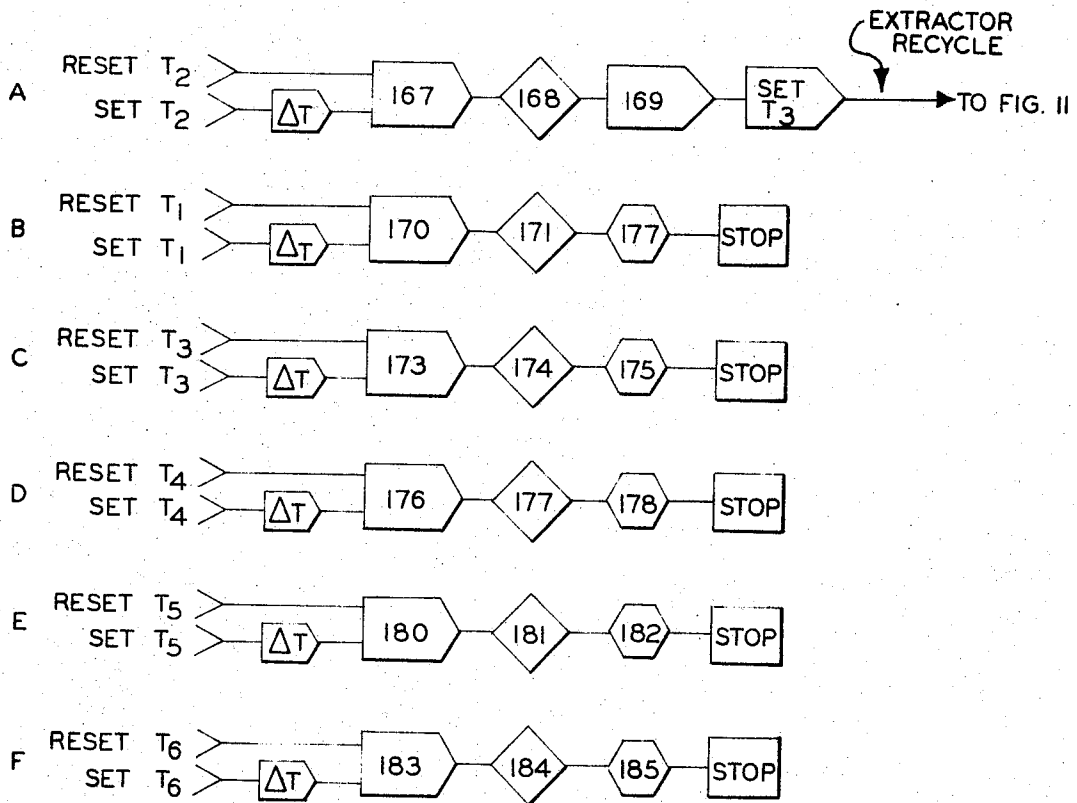 EXTRACTOR
RECYCLE
A
RESET T2
SET T2
ΔT
167
168
169
SET
T3
TO FIG. 11
B
RESET T1
SET T1
ΔT
170
171
177
STOP
C
RESET T3
SET T3
ΔT
173
174
175
STOP
D
RESET T4
SET T4
ΔT
176
177
178
STOP
E
RESET T5
SET T5
ΔT
180
181
182
STOP
F
RESET T6
SET T6
ΔT
183
184
185
STOP